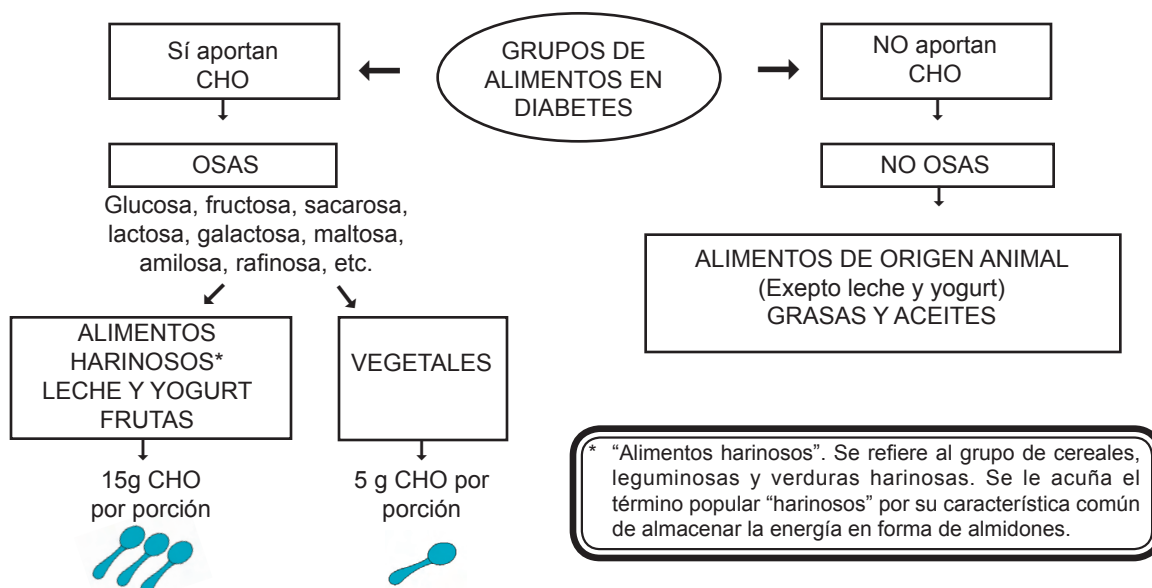 Sí aportan
CHO
GRUPOS DE
ALIMENTOS EN
DIABETES
NO aportan
CHO
OSAS
Glucosa, fructosa, sacarosa,
lactosa, galactosa, maltosa,
amilosa, rafinosa, etc.
NO OSAS
ALIMENTOS DE ORIGEN ANIMAL
(Exepto leche y yogurt)
GRASAS Y ACEITES
ALIMENTOS
HARINOSOS*
LECHE Y YOGURT
FRUTAS
VEGETALES
15g CHO
por porción
5 g CHO por
porción
* “Alimentos harinosos”. Se refiere al grupo de cereales,
leguminosas y verduras harinosas. Se le acuña el
término popular “harinosos” por su característica común
de almacenar la energía en forma de almidones.